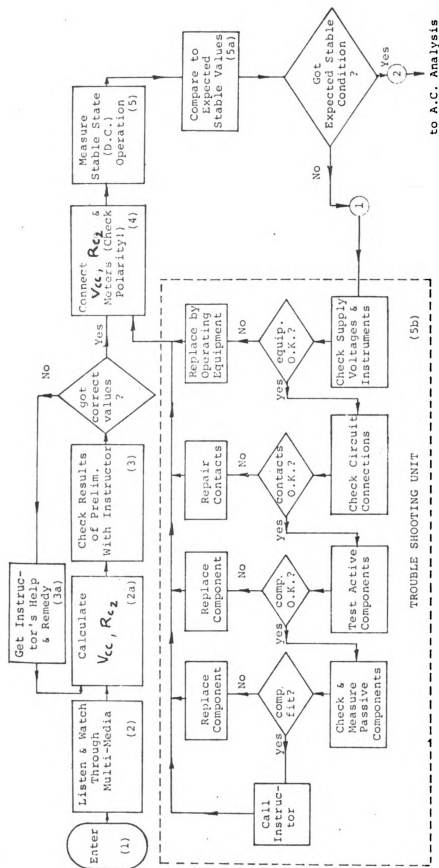 Enter
(1)
Listen & Watch
Through
Multi-Media
(2)
Get Instruc-
tor's Help
& Remedy
(3a)
Calculate
Vcc, Rc2
(2a)
Check Results
of Prelim.
With Instructor
(3)
got
correct
values
?
No
Yes
Connect
Vcc, Rc2 &
Meters (Check
Polarity!)
(4)
Measure
Stable State
(D.C.)
Operation
(5)
Compare to
Expected
Stable Values
(5a)
Got
Expected Stable
Condition
?
Yes
2
to A.C. Analysis
No
1
Check Supply
Voltages &
Instruments
equip.
O.K.?
No
Replace by
Operating
Equipment
yes
Check Circuit
Connections
contacts
O.K.?
No
Repair
Contacts
yes
Test Active
Components
comp.
O.K.?
No
Replace
Component
yes
Check &
Measure
Passive
Components
comp.
fit?
No
Replace
Component
yes
Call
Instruc-
tor
TROUBLE SHOOTING UNIT
(5b)